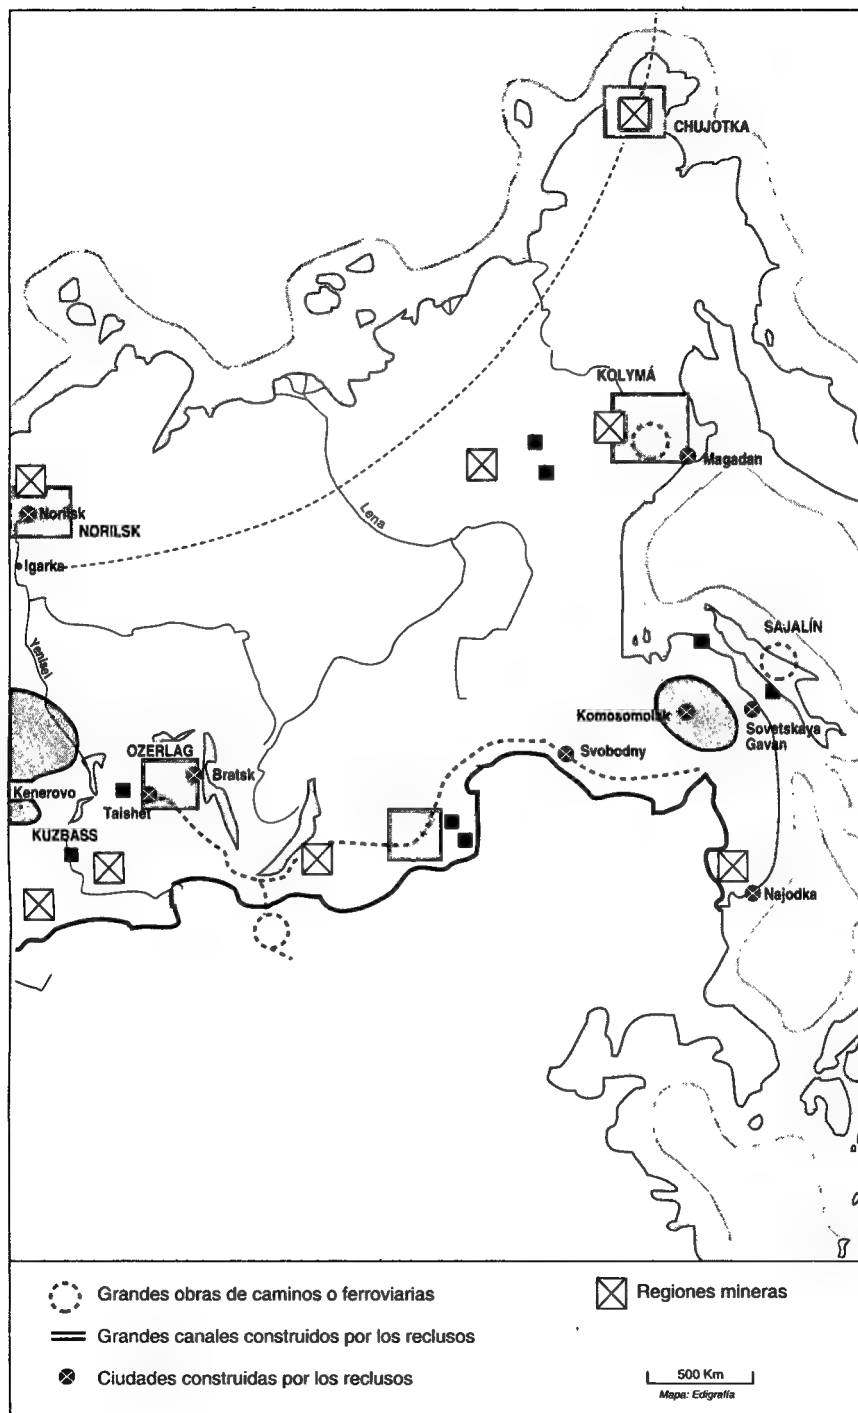 CHUJOTKA
KOLYMÁ
Magadan
Norilsk
NORILSK
Lena
Igarka
SAJALÍN
Yenisei
Komosomolsk
Sovetskaya
Gavan
OZERLAG
Svobodny
Bratsk
Kenerovo
Taishet
KUZBASS
Najodka
Grandes obras de caminos o ferroviarias
Regiones mineras
Grandes canales construidos por los reclusos
Ciudades construidas por los reclusos
500 Km
Mapa: Edigrafía